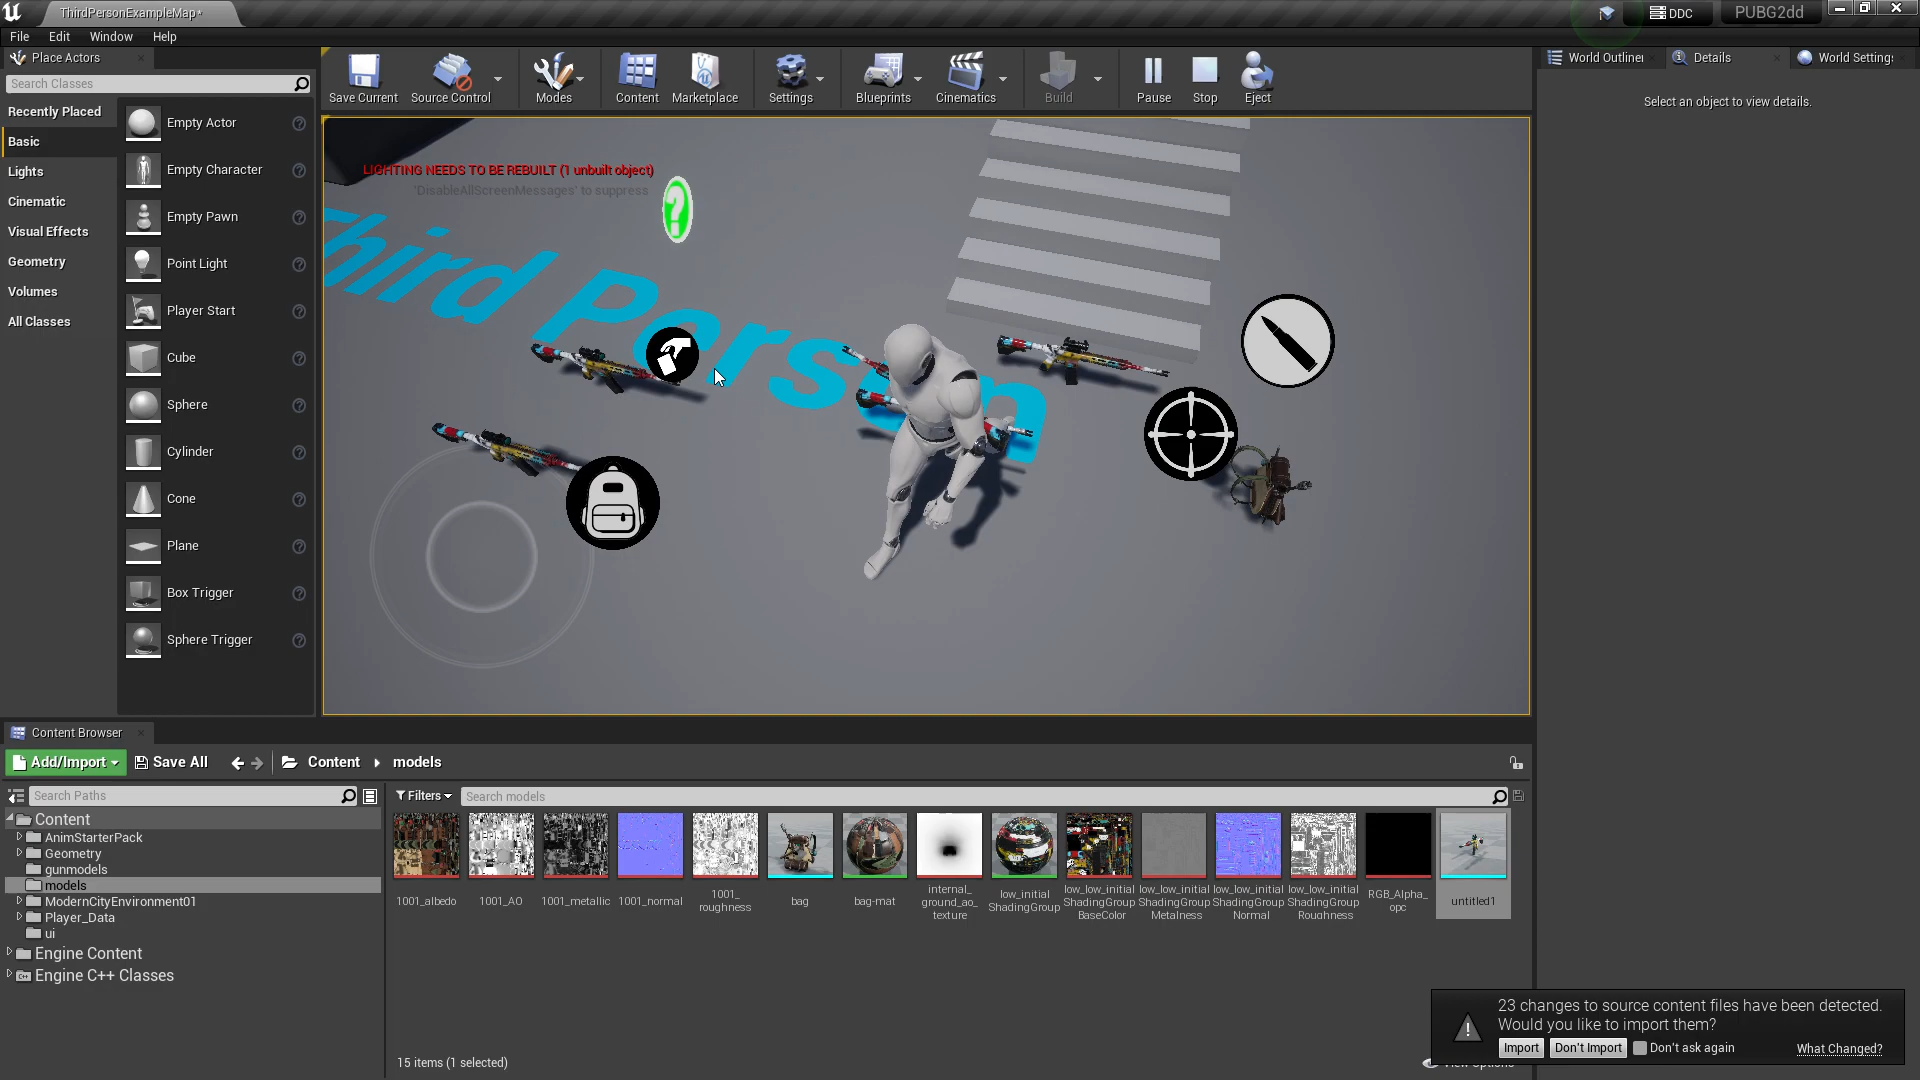 ThirdPersonExampleMap*
DDC
PUBG2dd
File Edit Window Help
Place Actors
Search Classes
Recently Placed
Basic
Lights
Cinematic
Visual Effects
Geometry
Volumes
All Classes
Empty Actor
Empty Character
Empty Pawn
Point Light
Player Start
Cube
Sphere
Cylinder
Cone
Plane
Box Trigger
Sphere Trigger
Save Current
Source Control
Modes
Content
Marketplace
Settings
Blueprints
Cinematics
Build
Pause
Stop
Eject
LIGHTING NEEDS TO BE REBUILT (1 unbuilt object)
'DisableAllScreenMessages' to suppress
?
Third Person
World Outliner
Details
World Settings
Select an object to view details.
Content Browser
Add/Import
Save All
Content
models
Search Paths
Filters
Search models
Content
AnimStarterPack
Geometry
gunmodels
models
ModernCityEnvironment01
Player_Data
ui
Engine Content
Engine C++ Classes
1001_albedo
1001_AO
1001_metallic
1001_normal
1001_
roughness
bag
bag-mat
internal_
ground_ao_
texture
low_initial
ShadingGroup
low_low_initial
ShadingGroup
BaseColor
low_low_initial
ShadingGroup
Metalness
low_low_initial
ShadingGroup
Normal
low_low_initial
ShadingGroup
Roughness
RGB_Alpha_
opc
untitled1
15 items (1 selected)
View Options
23 changes to source content files have been detected.
Would you like to import them?
Import
Don't Import
Don't ask again
What Changed?